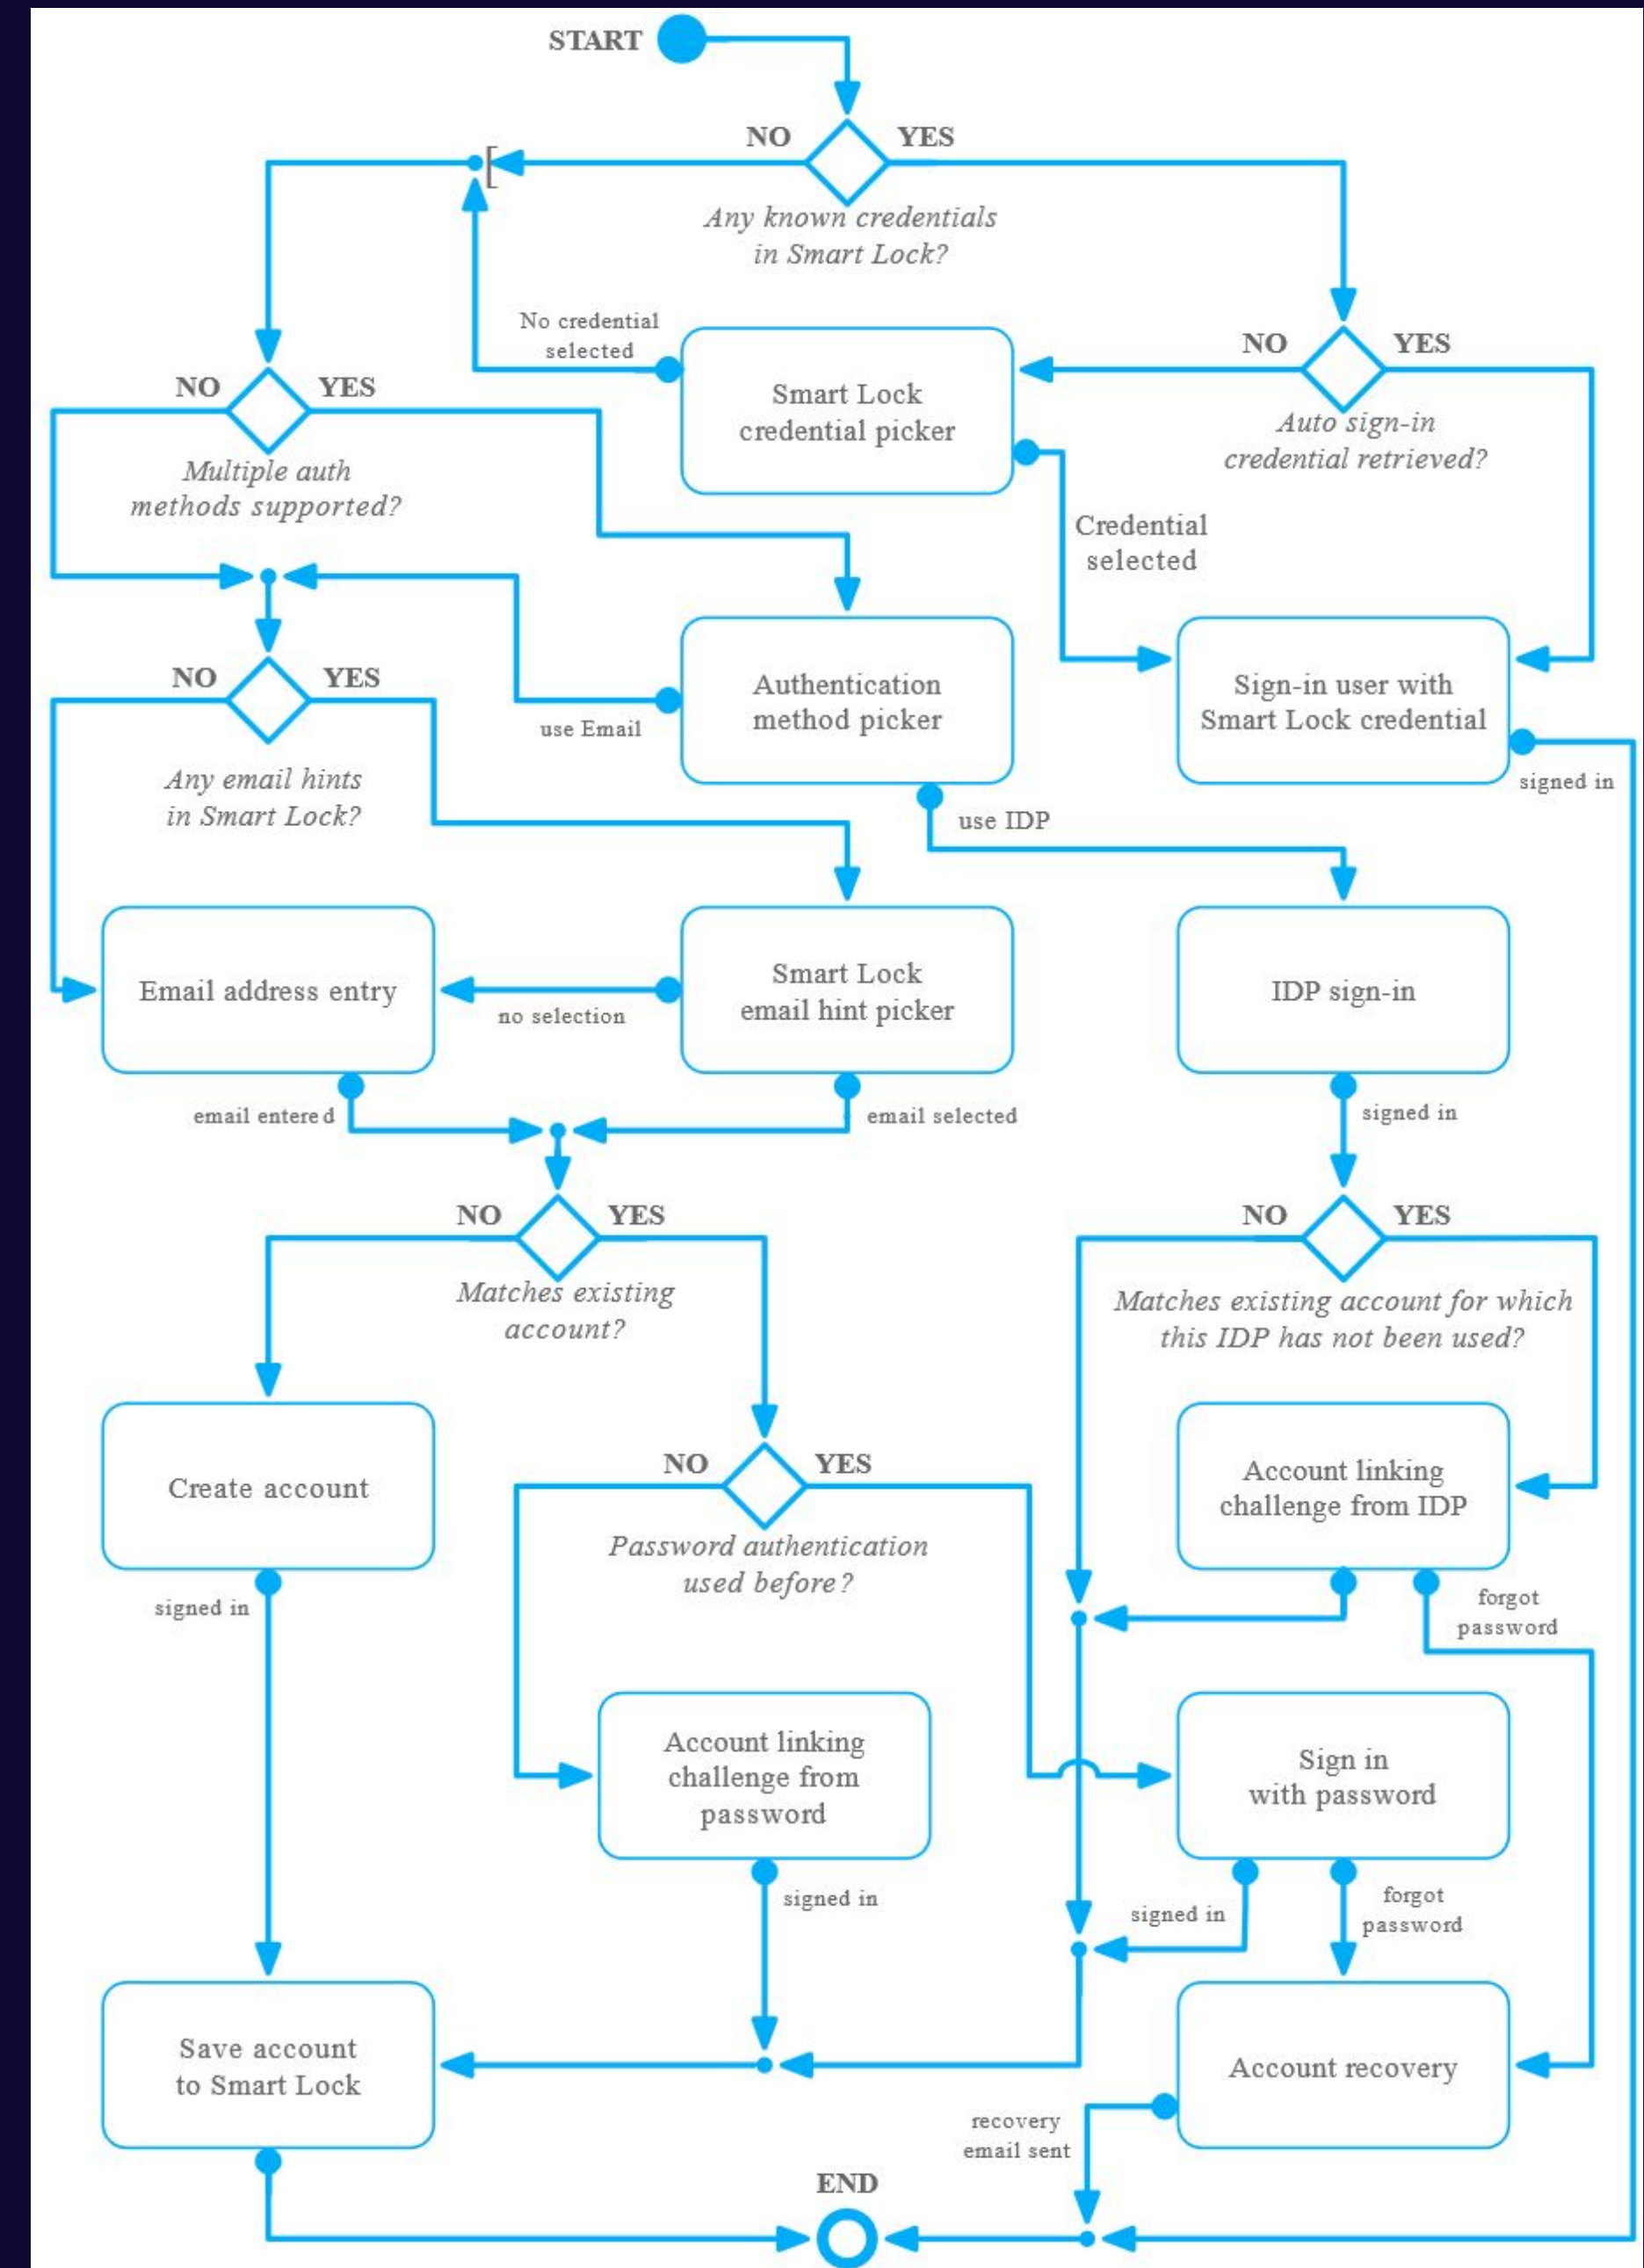 START
NO
YES
Any known credentials
in Smart Lock?
No credential
selected
Smart Lock
credential picker
NO
YES
Auto sign-in
credential retrieved?
NO
YES
Multiple auth
methods supported?
Credential
selected
Authentication
method picker
use Email
use IDP
Sign-in user with
Smart Lock credential
signed in
NO
YES
Any email hints
in Smart Lock?
Email address entry
no selection
Smart Lock
email hint picker
IDP sign-in
email entered
email selected
signed in
NO
YES
Matches existing
account?
NO
YES
Matches existing account for which
this IDP has not been used?
Create account
signed in
NO
YES
Password authentication
used before?
Account linking
challenge from IDP
forgot
password
Account linking
challenge from
password
signed in
Sign in
with password
signed in
forgot
password
Save account
to Smart Lock
Account recovery
recovery
email sent
END